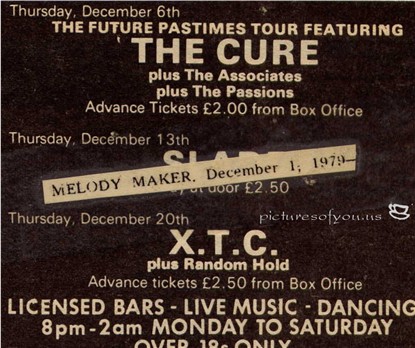 Thursday, December 6th
THE FUTURE PASTIMES TOUR FEATURING
THE CURE
plus The Associates
plus The Passions
Advance Tickets £2.00 from Box Office
Thursday, December 13th
MELODY MAKER. December 1, 1979—
at door £2.50
picturesofyou.us
Thursday, December 20th
X.T.C.
plus Random Hold
Advance tickets £2.50 from Box Office
LICENSED BARS - LIVE MUSIC - DANCING
8pm-2am MONDAY TO SATURDAY
OVER 18s ONLY